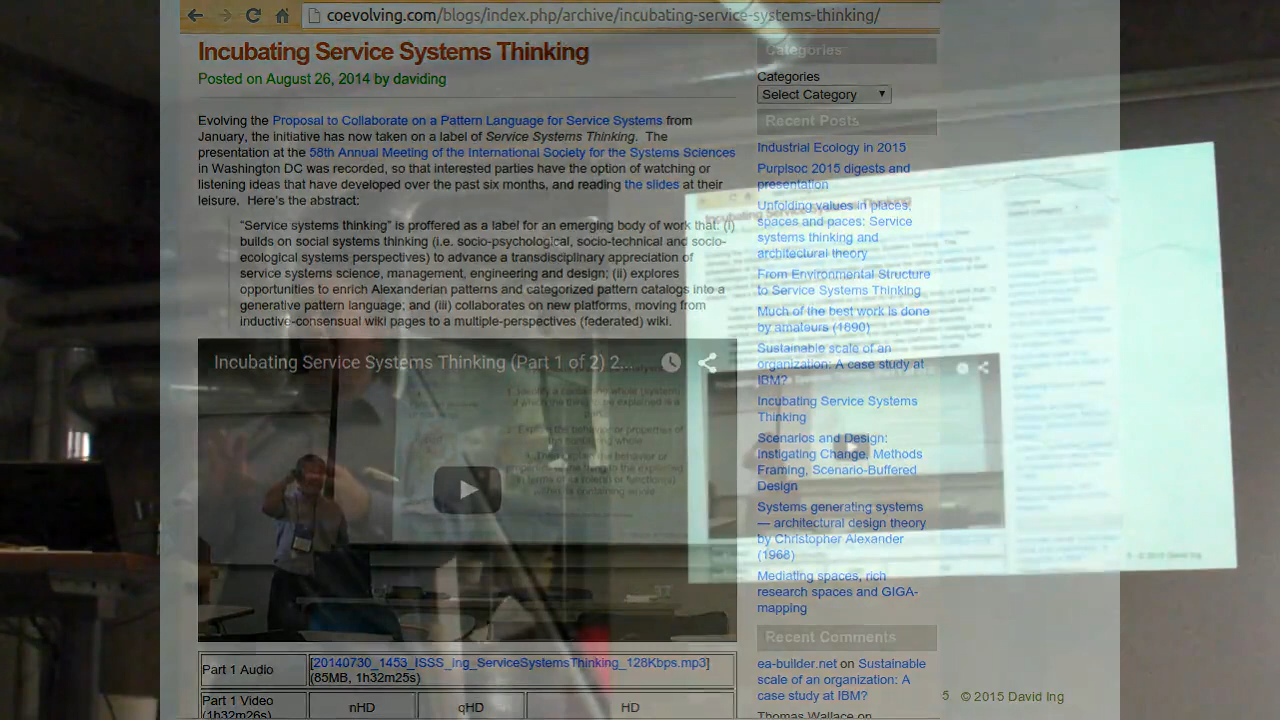 coevolving.com/blogs/index.php/archive/incubating-service-systems-thinking/
Incubating Service Systems Thinking
Posted on August 26, 2014 by daviding
Evolving the Proposal to Collaborate on a Pattern Language for Service Systems from
January, the initiative has now taken on a label of Service Systems Thinking. The
presentation at the 58th Annual Meeting of the International Society for the Systems Sciences
in Washington DC was recorded, so that interested parties have the option of watching or
listening ideas that have developed over the past six months, and reading the slides at their
leisure. Here's the abstract:
"Service systems thinking" is proffered as a label for an emerging body of work that: (i)
builds on social systems thinking (i.e. socio-psychological, socio-technical and socio-
ecological systems perspectives) to advance a transdisciplinary appreciation of
service systems science, management, engineering and design; (ii) explores
opportunities to enrich Alexanderian patterns and categorized pattern catalogs into a
generative pattern language; and (iii) collaborates on new platforms, moving from
inductive-consensual wiki pages to a multiple-perspectives (federated) wiki.
Incubating Service Systems Thinking (Part 1 of 2) 2...
Part 1 Audio
[20140730_1453_ISSS_Ing_ServiceSystemsThinking_128Kbps.mp3]
(85MB, 1h32m25s)
Part 1 Video
(1h32m26s)
nHD
qHD
HD
Categories
Categories
Select Category
Recent Posts
Industrial Ecology in 2015
Purplsoc 2015 digests and
presentation
Unfolding values in places,
spaces and paces: Service
systems thinking and
architectural theory
From Environmental Structure
to Service Systems Thinking
Much of the best work is done
by amateurs (1890)
Sustainable scale of an
organization: A case study at
IBM?
Incubating Service Systems
Thinking
Scenarios and Design:
Instigating Change, Methods
Framing, Scenario-Buffered
Design
Systems generating systems
— architectural design theory
by Christopher Alexander
(1968)
Mediating spaces, rich
research spaces and GIGA-
mapping
Recent Comments
ea-builder.net on Sustainable
scale of an organization: A
case study at IBM?
Thomas Wallace on
5 © 2015 David Ing